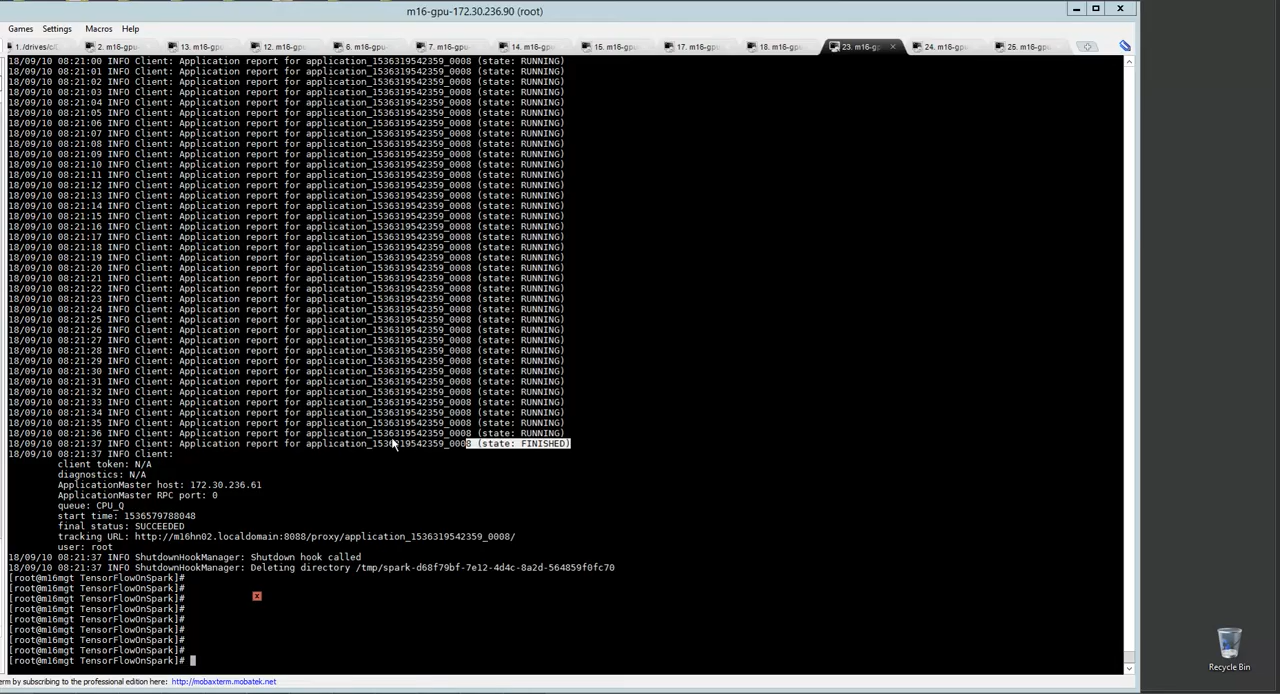 m16-gpu-172.30.236.90 (root)
Games Settings Macros Help
1. /drives/c/ 2. m16-gpu- 13. m16-gpu- 12. m16-gpu- 6. m16-gpu- 7. m16-gpu- 14. m16-gpu- 15. m16-gpu- 17. m16-gpu- 18. m16-gpu- 23. m16-gp 24. m16-gpu- 25. m16-gpu-
18/09/10 08:21:00 INFO Client: Application report for application_1536319542359_0008 (state: RUNNING)
18/09/10 08:21:01 INFO Client: Application report for application_1536319542359_0008 (state: RUNNING)
18/09/10 08:21:02 INFO Client: Application report for application_1536319542359_0008 (state: RUNNING)
18/09/10 08:21:03 INFO Client: Application report for application_1536319542359_0008 (state: RUNNING)
18/09/10 08:21:04 INFO Client: Application report for application_1536319542359_0008 (state: RUNNING)
18/09/10 08:21:05 INFO Client: Application report for application_1536319542359_0008 (state: RUNNING)
18/09/10 08:21:06 INFO Client: Application report for application_1536319542359_0008 (state: RUNNING)
18/09/10 08:21:07 INFO Client: Application report for application_1536319542359_0008 (state: RUNNING)
18/09/10 08:21:08 INFO Client: Application report for application_1536319542359_0008 (state: RUNNING)
18/09/10 08:21:09 INFO Client: Application report for application_1536319542359_0008 (state: RUNNING)
18/09/10 08:21:10 INFO Client: Application report for application_1536319542359_0008 (state: RUNNING)
18/09/10 08:21:11 INFO Client: Application report for application_1536319542359_0008 (state: RUNNING)
18/09/10 08:21:12 INFO Client: Application report for application_1536319542359_0008 (state: RUNNING)
18/09/10 08:21:13 INFO Client: Application report for application_1536319542359_0008 (state: RUNNING)
18/09/10 08:21:14 INFO Client: Application report for application_1536319542359_0008 (state: RUNNING)
18/09/10 08:21:15 INFO Client: Application report for application_1536319542359_0008 (state: RUNNING)
18/09/10 08:21:16 INFO Client: Application report for application_1536319542359_0008 (state: RUNNING)
18/09/10 08:21:17 INFO Client: Application report for application_1536319542359_0008 (state: RUNNING)
18/09/10 08:21:18 INFO Client: Application report for application_1536319542359_0008 (state: RUNNING)
18/09/10 08:21:19 INFO Client: Application report for application_1536319542359_0008 (state: RUNNING)
18/09/10 08:21:20 INFO Client: Application report for application_1536319542359_0008 (state: RUNNING)
18/09/10 08:21:21 INFO Client: Application report for application_1536319542359_0008 (state: RUNNING)
18/09/10 08:21:22 INFO Client: Application report for application_1536319542359_0008 (state: RUNNING)
18/09/10 08:21:23 INFO Client: Application report for application_1536319542359_0008 (state: RUNNING)
18/09/10 08:21:24 INFO Client: Application report for application_1536319542359_0008 (state: RUNNING)
18/09/10 08:21:25 INFO Client: Application report for application_1536319542359_0008 (state: RUNNING)
18/09/10 08:21:26 INFO Client: Application report for application_1536319542359_0008 (state: RUNNING)
18/09/10 08:21:27 INFO Client: Application report for application_1536319542359_0008 (state: RUNNING)
18/09/10 08:21:28 INFO Client: Application report for application_1536319542359_0008 (state: RUNNING)
18/09/10 08:21:29 INFO Client: Application report for application_1536319542359_0008 (state: RUNNING)
18/09/10 08:21:30 INFO Client: Application report for application_1536319542359_0008 (state: RUNNING)
18/09/10 08:21:31 INFO Client: Application report for application_1536319542359_0008 (state: RUNNING)
18/09/10 08:21:32 INFO Client: Application report for application_1536319542359_0008 (state: RUNNING)
18/09/10 08:21:33 INFO Client: Application report for application_1536319542359_0008 (state: RUNNING)
18/09/10 08:21:34 INFO Client: Application report for application_1536319542359_0008 (state: RUNNING)
18/09/10 08:21:35 INFO Client: Application report for application_1536319542359_0008 (state: RUNNING)
18/09/10 08:21:36 INFO Client: Application report for application_1536319542359_0008 (state: RUNNING)
18/09/10 08:21:37 INFO Client: Application report for application_1536319542359_0008 (state: FINISHED)
18/09/10 08:21:37 INFO Client:
client token: N/A
diagnostics: N/A
ApplicationMaster host: 172.30.236.61
ApplicationMaster RPC port: 0
queue: CPU_Q
start time: 1536579788048
final status: SUCCEEDED
tracking URL: http://m16hn02.localdomain:8088/proxy/application_1536319542359_0008/
user: root
18/09/10 08:21:37 INFO ShutdownHookManager: Shutdown hook called
18/09/10 08:21:37 INFO ShutdownHookManager: Deleting directory /tmp/spark-d68f79bf-7e12-4d4c-8a2d-564859f0fc70
[root@m16mgt TensorFlowOnSpark]#
[root@m16mgt TensorFlowOnSpark]#
[root@m16mgt TensorFlowOnSpark]#
[root@m16mgt TensorFlowOnSpark]#
[root@m16mgt TensorFlowOnSpark]#
[root@m16mgt TensorFlowOnSpark]#
[root@m16mgt TensorFlowOnSpark]#
[root@m16mgt TensorFlowOnSpark]#
[root@m16mgt TensorFlowOnSpark]#
Recycle Bin
erm by subscribing to the professional edition here: http://mobaxterm.mobatek.net